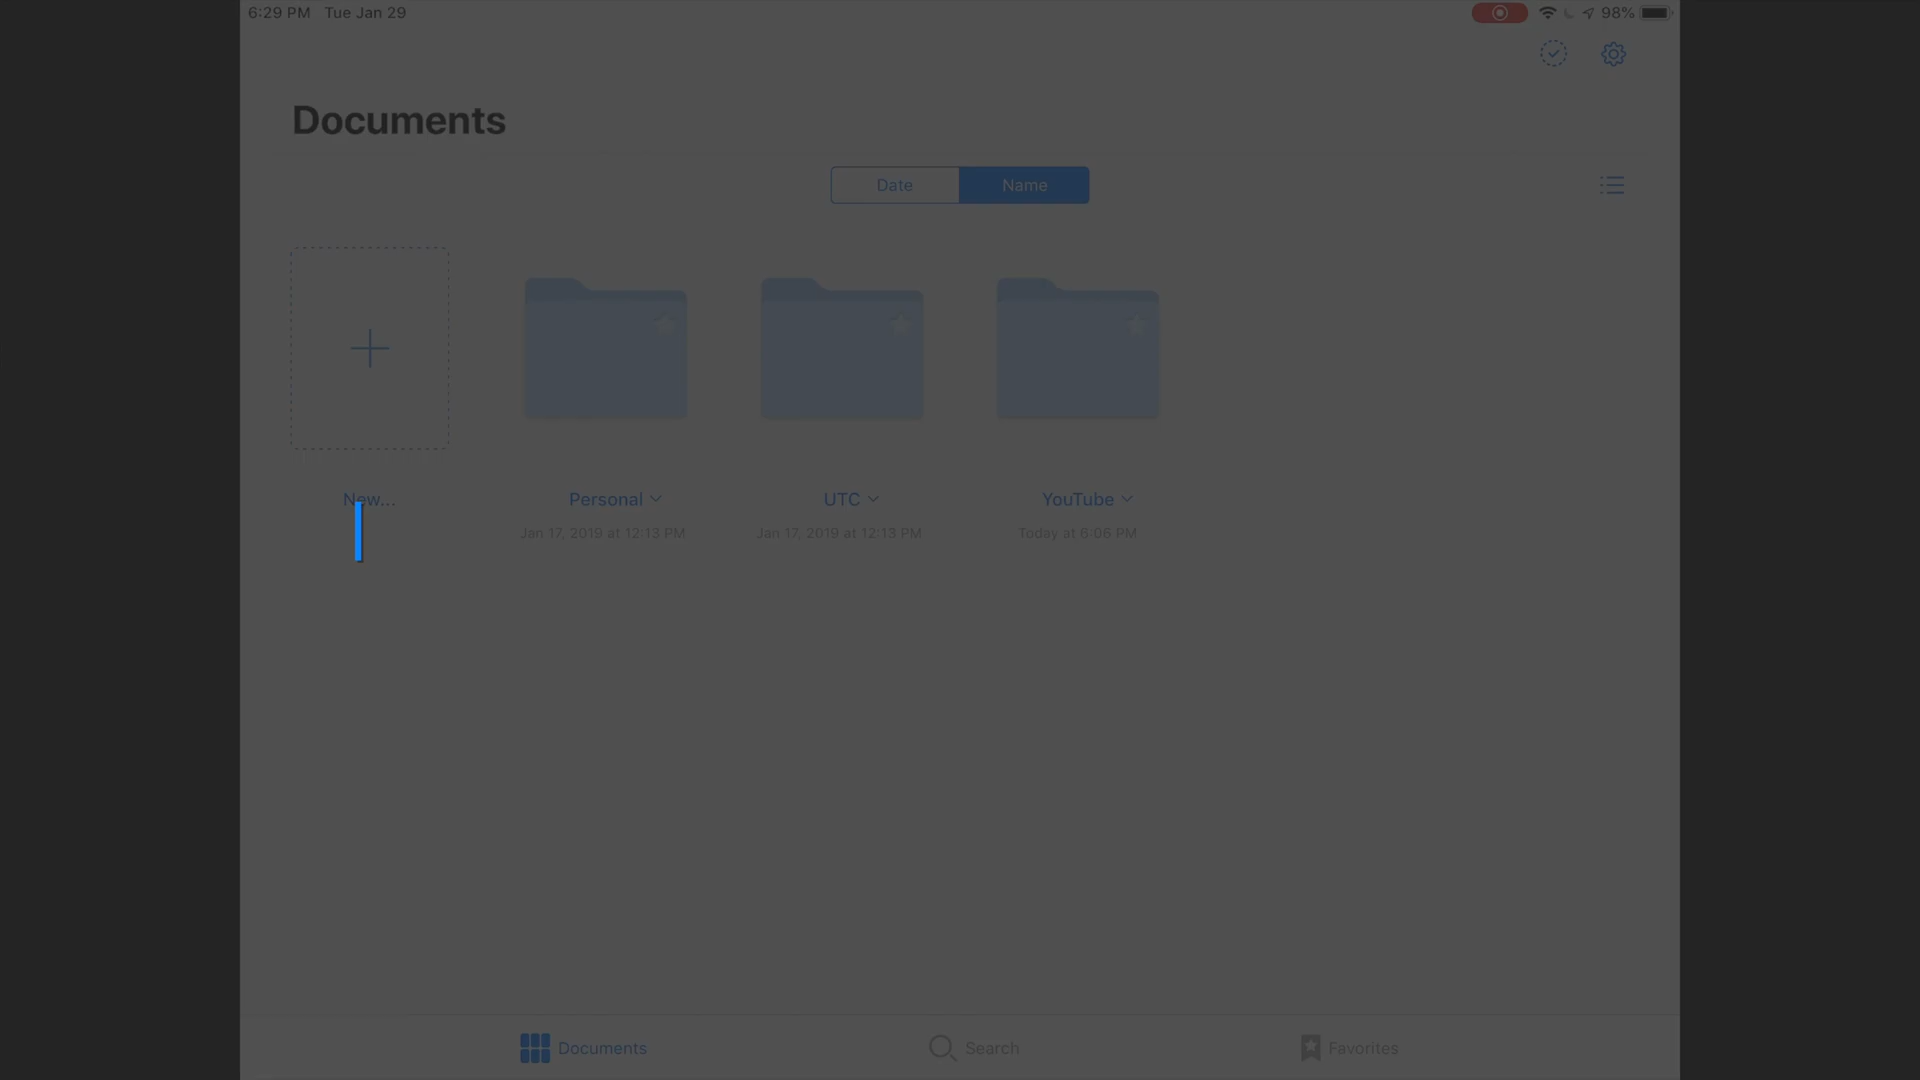 6:29 PM Tue Jan 29 98%
Documents
Date Name
New... Personal UTC YouTube
Jan 17, 2019 at 12:13 PM Jan 17, 2019 at 12:13 PM Today at 6:06 PM
Documents Search Favorites